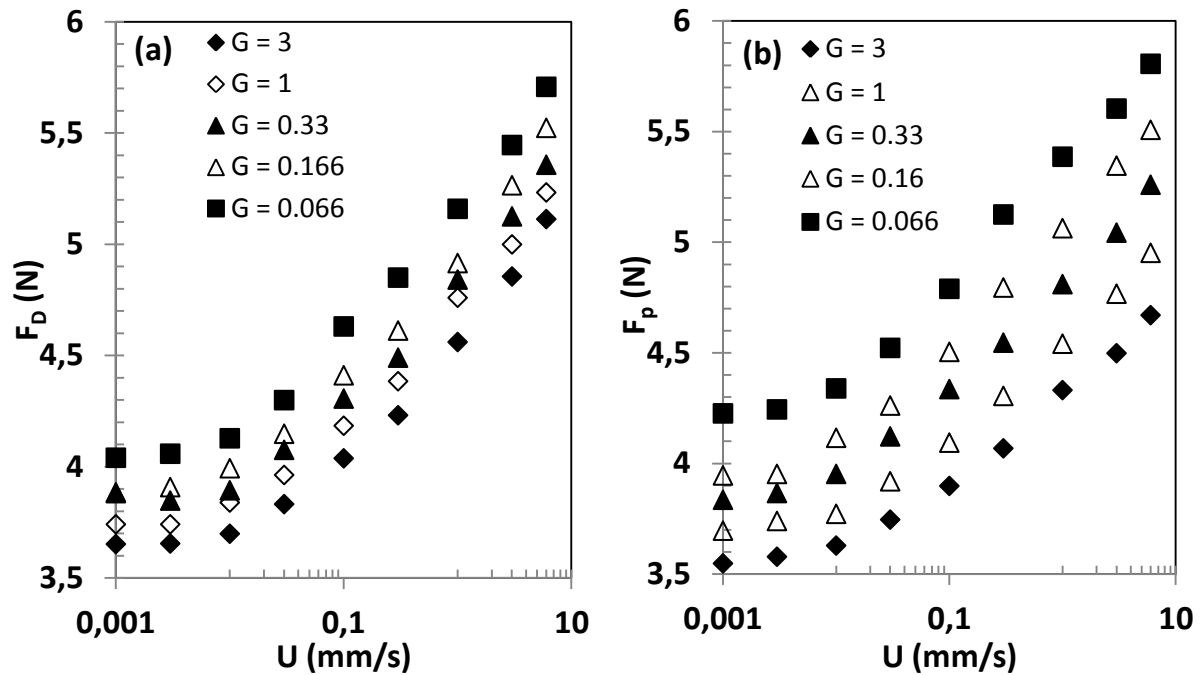 (a)
G = 3
G = 1
G = 0.33
G = 0.166
G = 0.066
6
5,5
5
4,5
4
3,5
F_D (N)
0,001
0,1
10
U (mm/s)
(b)
G = 3
G = 1
G = 0.33
G = 0.16
G = 0.066
6
5,5
5
4,5
4
3,5
F_p (N)
0,001
0,1
10
U (mm/s)